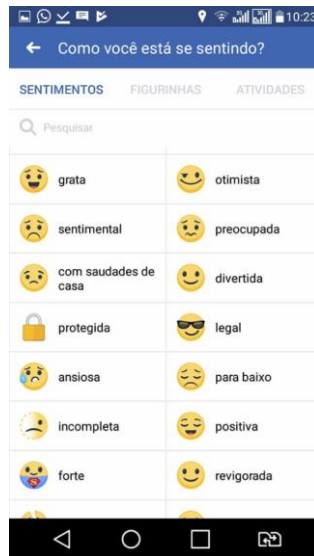 10:23
Como você está se sentindo?
SENTIMENTOS FIGURINHAS ATIVIDADES
Pesquisar
grata otimista
sentimental preocupada
com saudades de
casa
divertida
protegida legal
ansiosa para baixo
incompleta positiva
forte revigorada